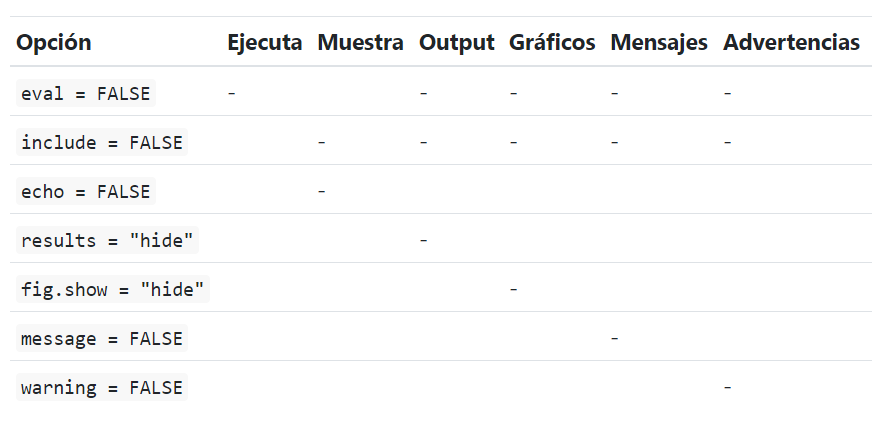 Opción Ejecuta Muestra Output Gráficos Mensajes Advertencias
eval = FALSE - - - - -
include = FALSE - - - - -
echo = FALSE -
results = "hide" -
fig.show = "hide" -
message = FALSE -
warning = FALSE -